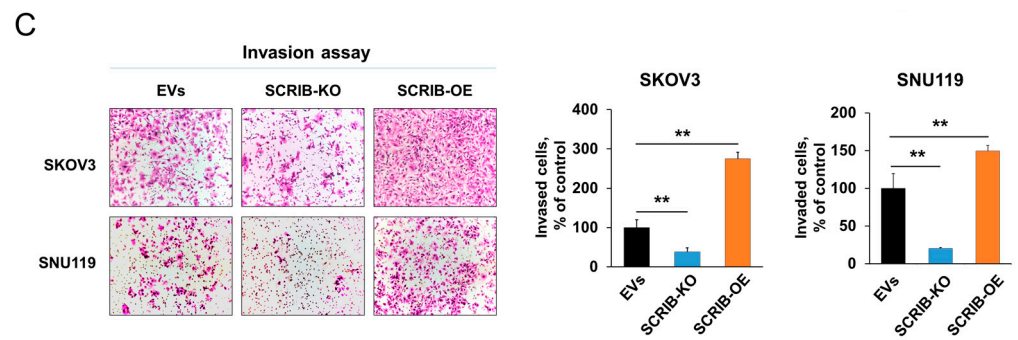 C
Invasion assay
EVs SCRIB-KO SCRIB-OE
SKOV3
SNU119
SKOV3
Invased cells,
% of control
400
300
200
100
0
**
**
EVs
SCRIB-KO
SCRIB-OE
SNU119
Invaded cells,
% of control
200
150
100
50
0
**
**
EVs
SCRIB-KO
SCRIB-OE